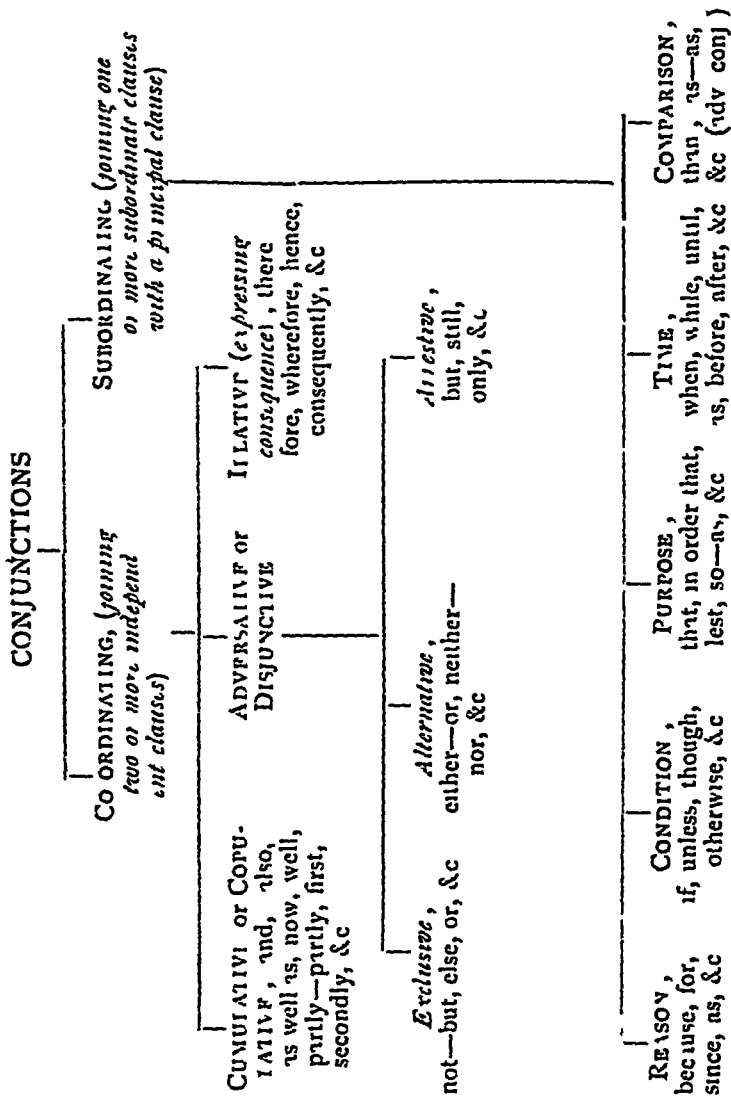 CONJUNCTIONS
CO ORDINATING, (joining
two or more independ
ent clauses)
SUBORDINATING (joining one
or more subordinate clauses
with a principal clause)
CUMULATIVE or COPU-
LATIVE, and, also,
as well as, now, well,
partly—partly, first,
secondly, &c
ADVERSATIVE or
DISJUNCTIVE
ILLATIVE (expressing
consequence), there
fore, wherefore, hence,
consequently, &c
Exclusive,
not—but, else, or, &c
Alternative,
either—or, neither—
nor, &c
but, still,
only, &c
REASON,
because, for,
since, as, &c
CONDITION,
if, unless, though,
otherwise, &c
PURPOSE,
that, in order that,
lest, so—as, &c
TIME,
when, while, until,
as, before, after, &c
COMPARISON,
than, as—as,
&c (adv conj)